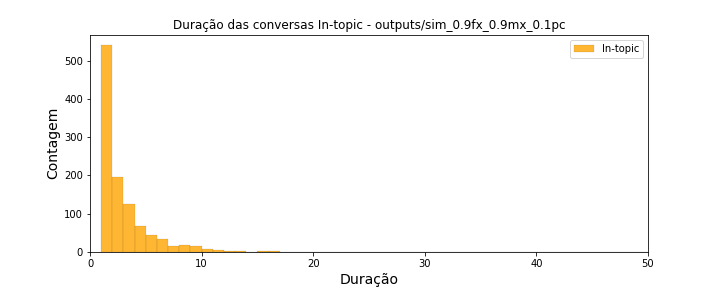 Duração das conversas In-topic - outputs/sim_0.9fx_0.9mx_0.1pc
In-topic
Contagem
500
400
300
200
100
0
0 10 20 30 40 50
Duração